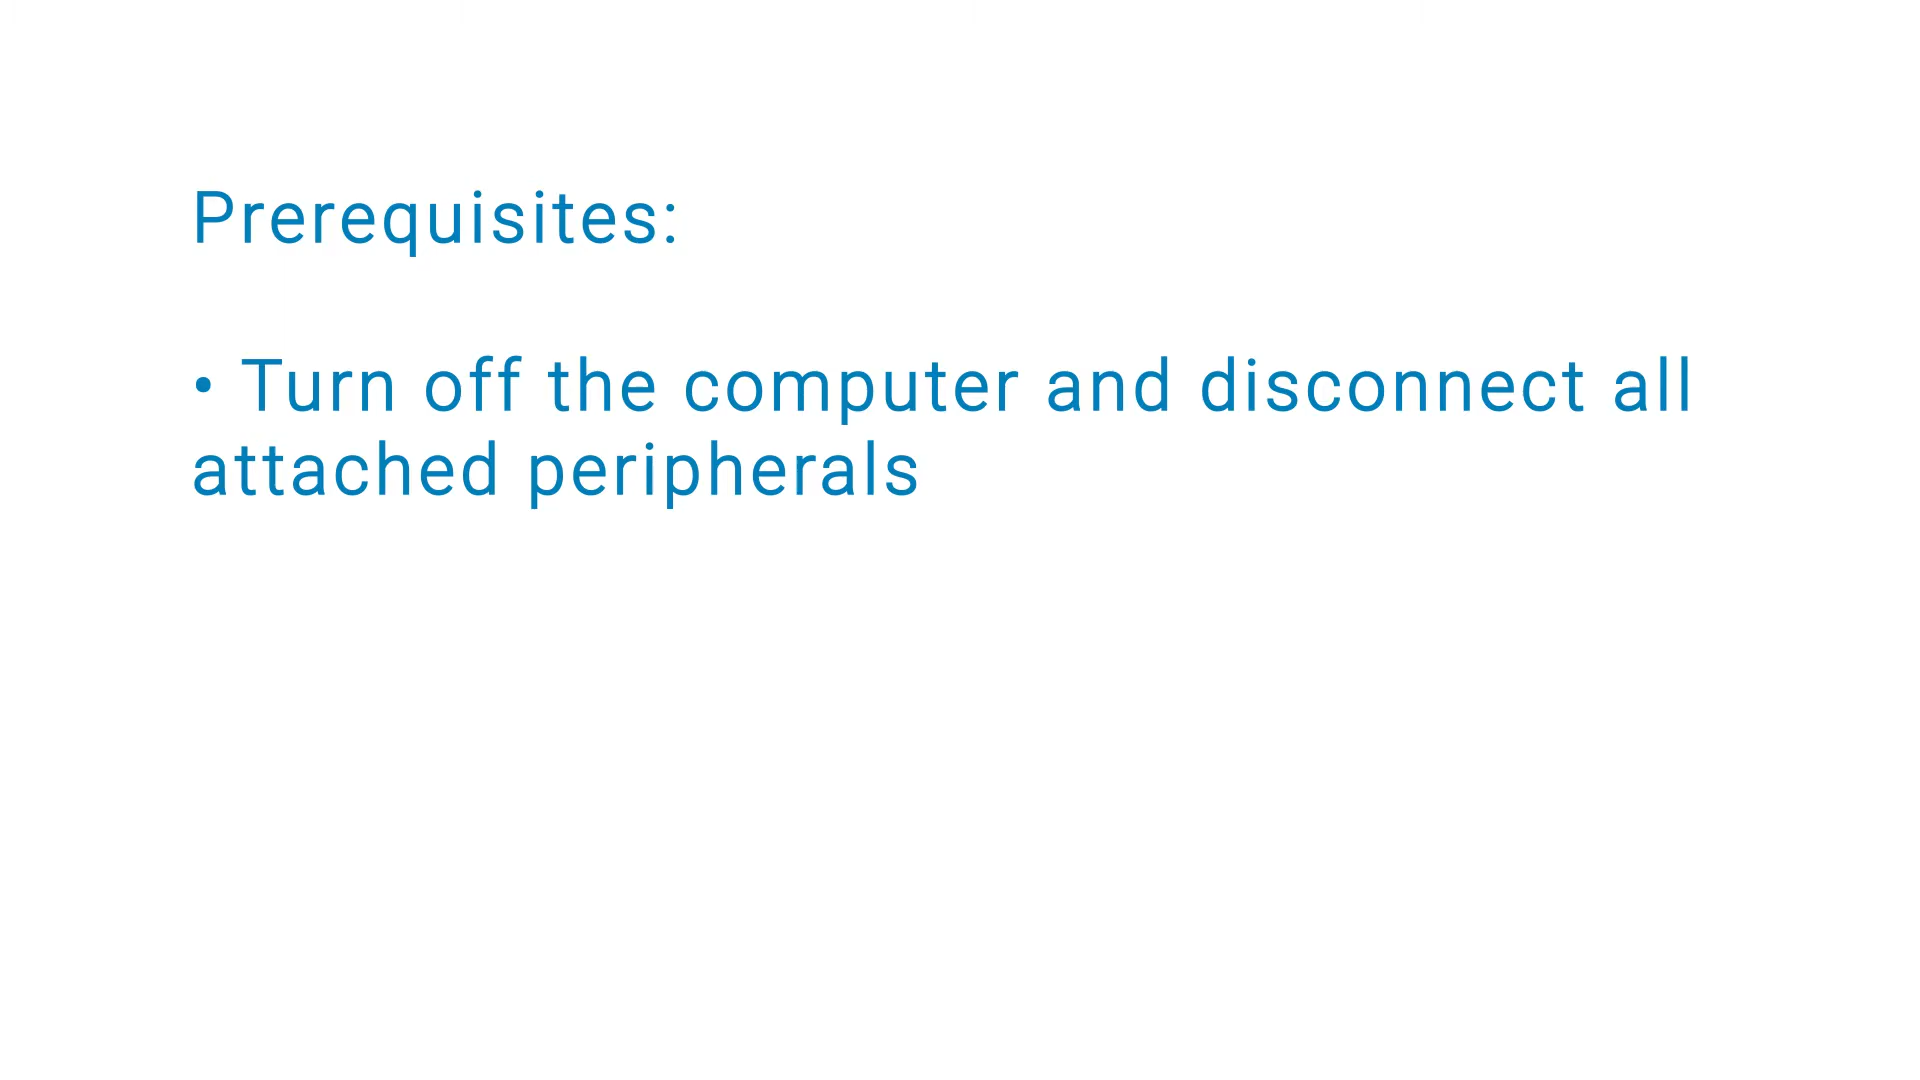 Prerequisites:
• Turn off the computer and disconnect all
attached peripherals